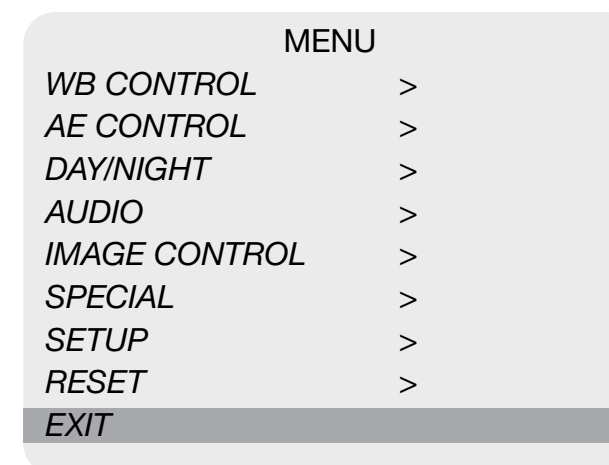 MENU
WB CONTROL >
AE CONTROL >
DAY/NIGHT >
AUDIO >
IMAGE CONTROL >
SPECIAL >
SETUP >
RESET >
EXIT